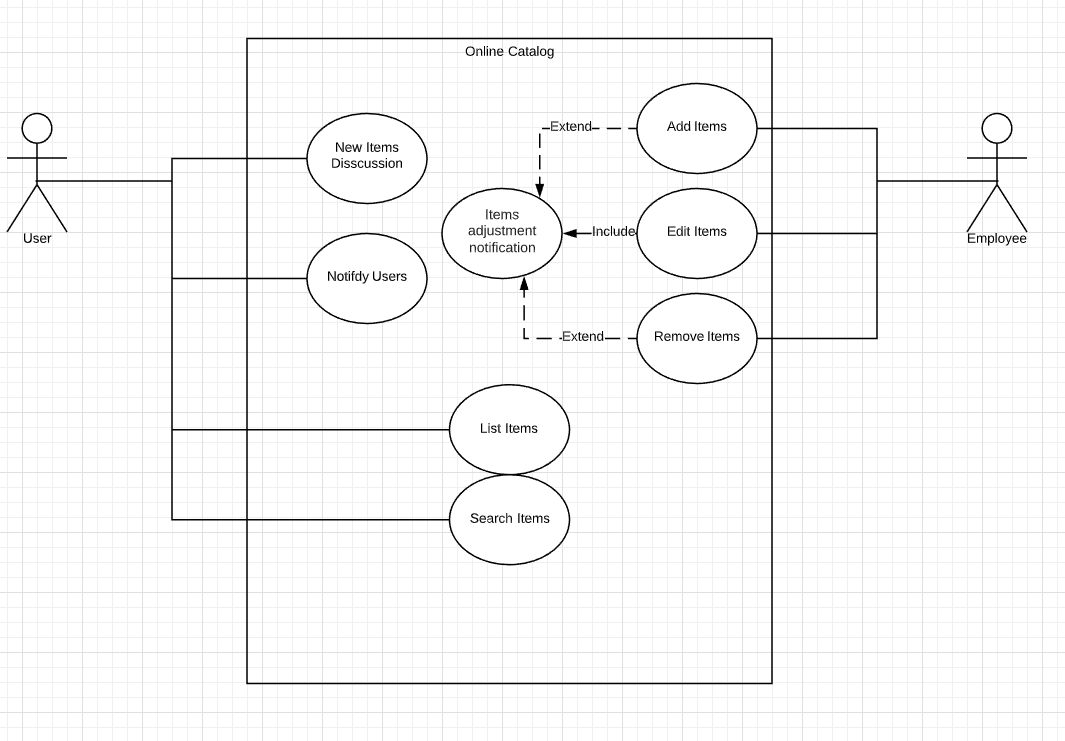 Online Catalog
Extend
Add Items
New Items
Disscussion
Items
adjustment
notification
Include
Edit Items
User
Employee
Notifdy Users
Extend
Remove Items
List Items
Search Items